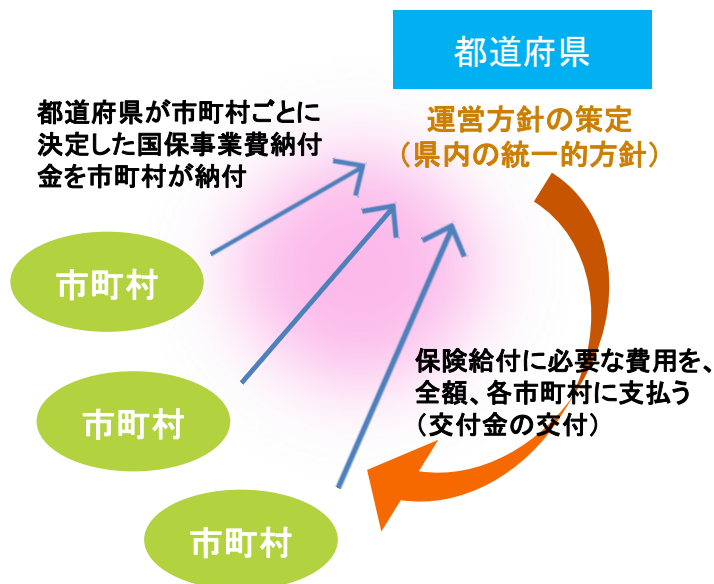 都道府県
運営方針の策定
（県内の統一的方針）
都道府県が市町村ごとに
決定した国保事業費納付
金を市町村が納付
市町村
市町村
市町村
保険給付に必要な費用を、
全額、各市町村に支払う
（交付金の交付）